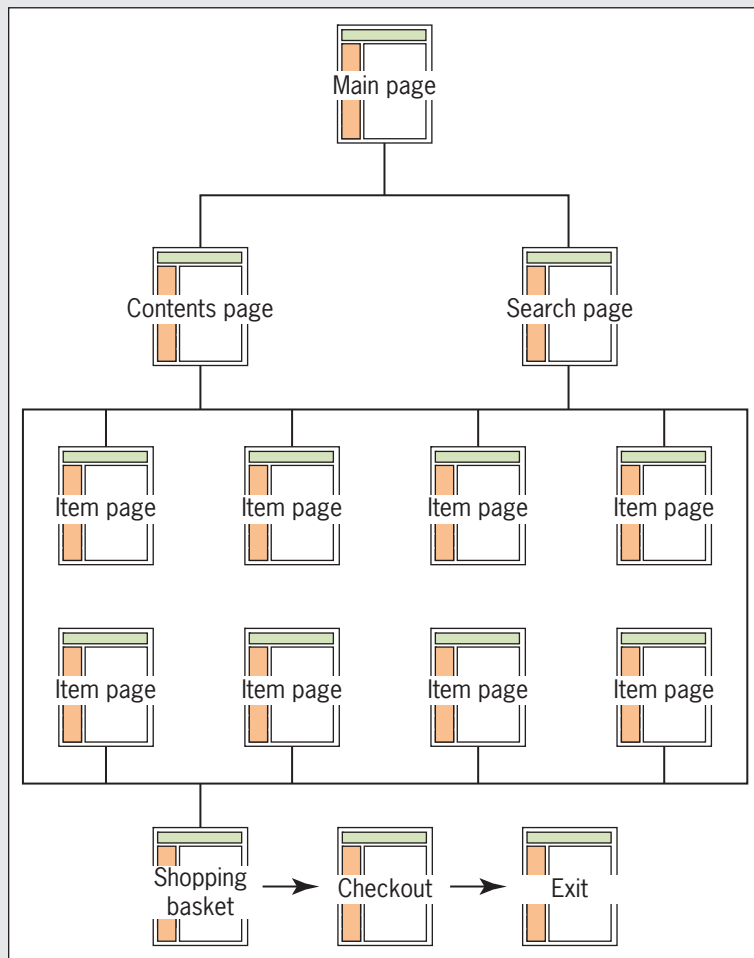 Main page
Contents page
Search page
Item page
Item page
Item page
Item page
Item page
Item page
Item page
Item page
Shopping
basket
Checkout
Exit